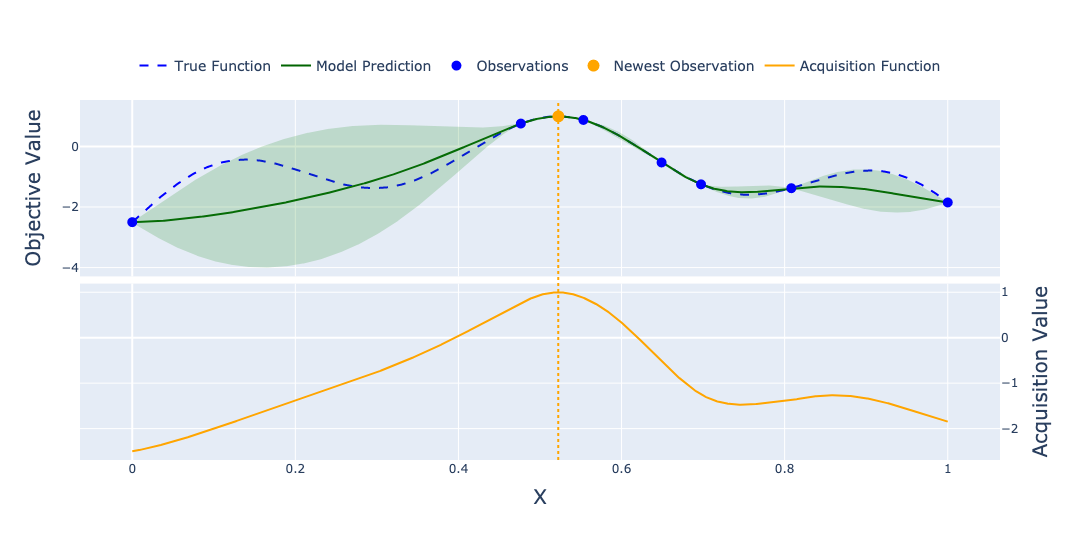 True Function Model Prediction Observations Newest Observation Acquisition Function
Objective Value
0
−2
−4
1
0
−1
−2
Acquisition Value
0 0.2 0.4 0.6 0.8 1
X